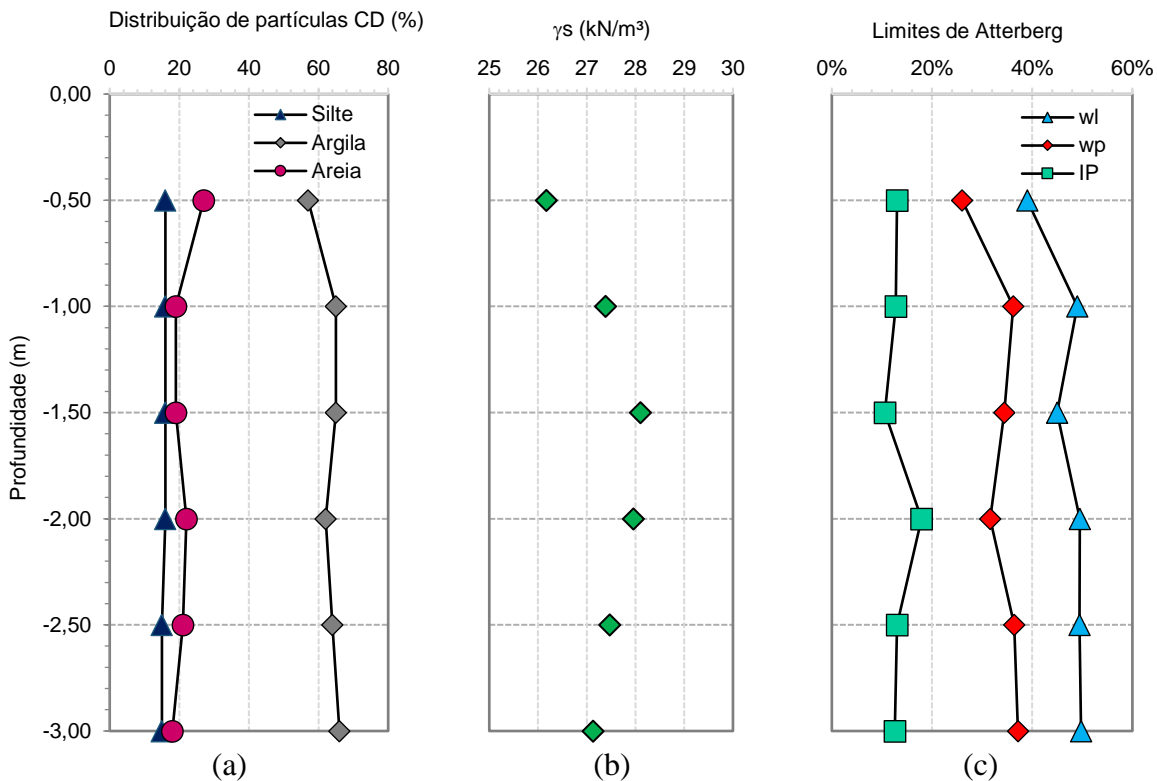 Distribuição de partículas CD (%)
γs (kN/m³)
Limites de Atterberg
0 20 40 60 80
25 26 27 28 29 30
0% 20% 40% 60%
0,00
-0,50
-1,00
-1,50
-2,00
-2,50
-3,00
Profundidade (m)
Silte
Argila
Areia
wl
wp
IP
(a)
(b)
(c)